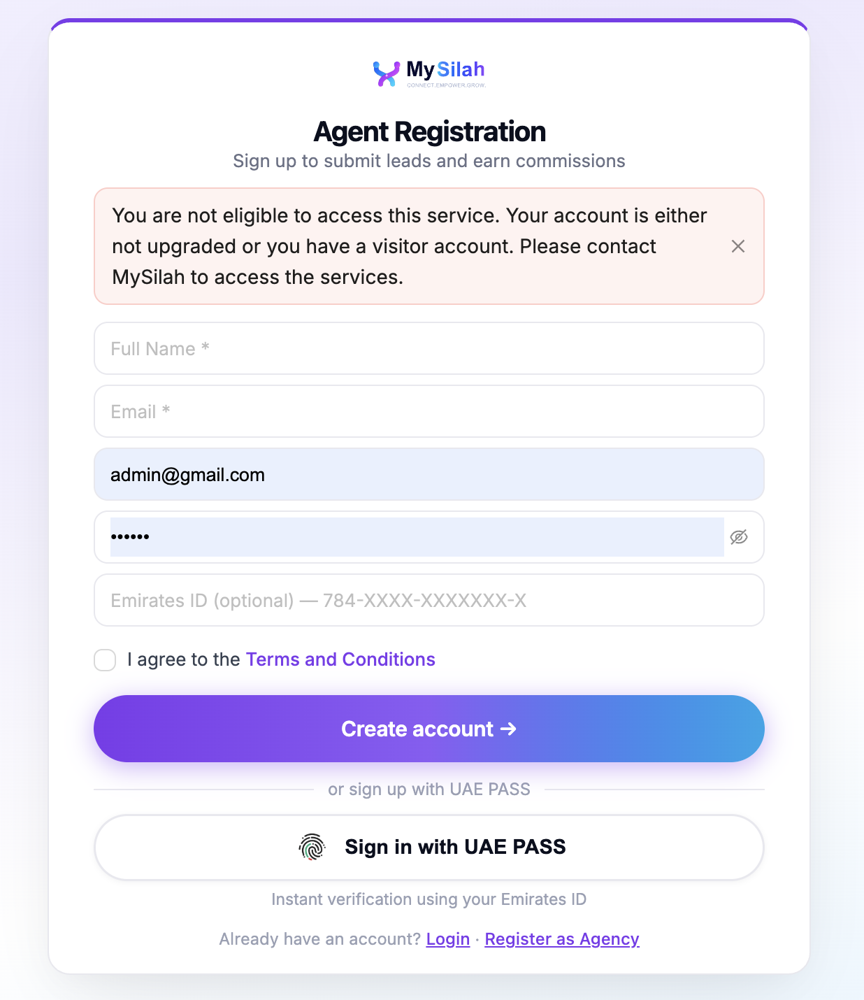 MySilah
CONNECT.EMPOWER.GROW.
Agent Registration
Sign up to submit leads and earn commissions
You are not eligible to access this service. Your account is either
not upgraded or you have a visitor account. Please contact
MySilah to access the services.
Full Name *
Email *
admin@gmail.com
••••••
Emirates ID (optional) — 784-XXXX-XXXXXXX-X
I agree to the Terms and Conditions
Create account →
or sign up with UAE PASS
Sign in with UAE PASS
Instant verification using your Emirates ID
Already have an account? Login · Register as Agency